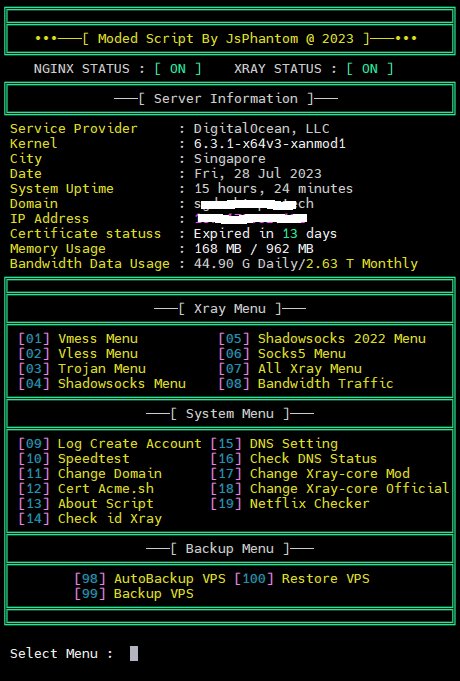 •••───[ Moded Script By JsPhantom @ 2023 ]───•••
NGINX STATUS : [ ON ]    XRAY STATUS : [ ON ]
───[ Server Information ]───
Service Provider     : DigitalOcean, LLC
Kernel               : 6.3.1-x64v3-xanmod1
City                 : Singapore
Date                 : Fri, 28 Jul 2023
System Uptime        : 15 hours, 24 minutes
Domain               :
IP Address           :
Certificate statuss  : Expired in 13 days
Memory Usage         : 168 MB / 962 MB
Bandwidth Data Usage : 44.90 G Daily/2.63 T Monthly
───[ Xray Menu ]───
[01] Vmess Menu          [05] Shadowsocks 2022 Menu
[02] Vless Menu          [06] Socks5 Menu
[03] Trojan Menu         [07] All Xray Menu
[04] Shadowsocks Menu    [08] Bandwidth Traffic
───[ System Menu ]───
[09] Log Create Account [15] DNS Setting
[10] Speedtest          [16] Check DNS Status
[11] Change Domain      [17] Change Xray-core Mod
[12] Cert Acme.sh       [18] Change Xray-core Official
[13] About Script       [19] Netflix Checker
[14] Check id Xray
───[ Backup Menu ]───
[98] AutoBackup VPS [100] Restore VPS
[99] Backup VPS
Select Menu :